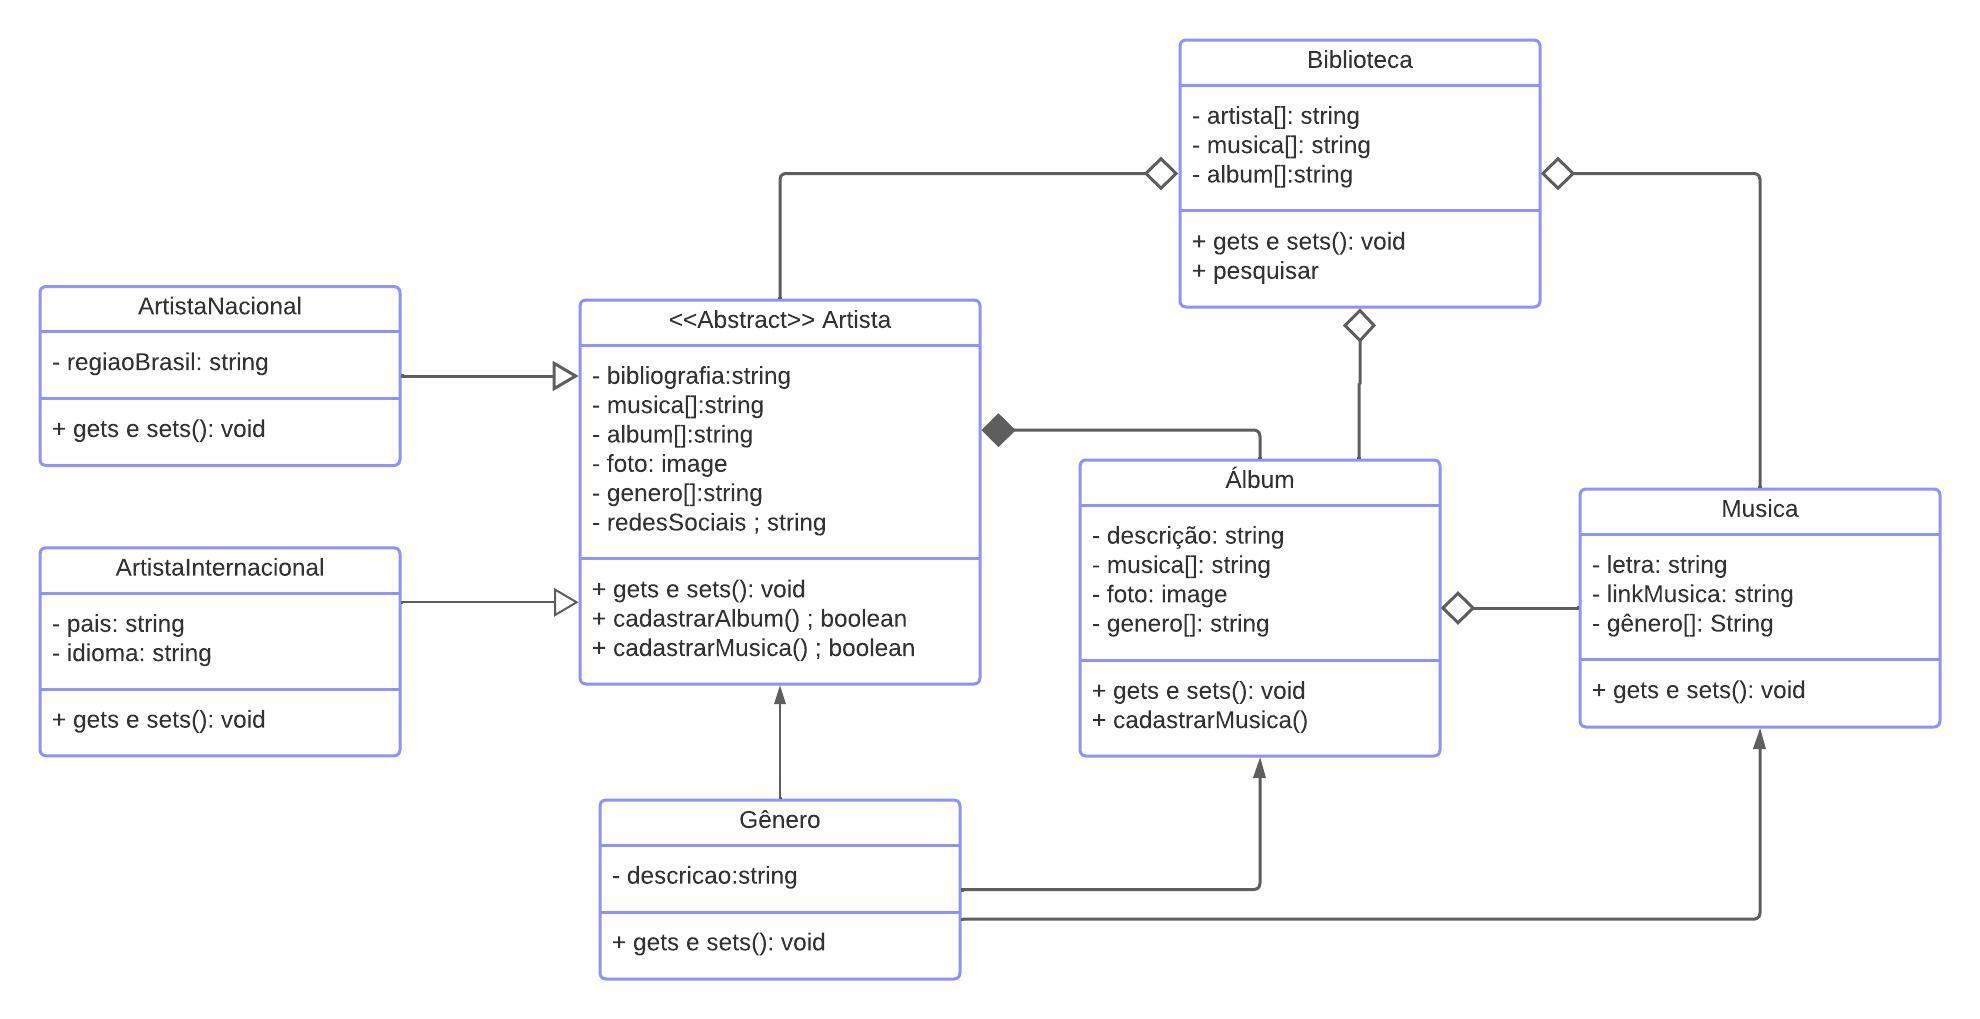 Biblioteca
- artista[]: string
- musica[]: string
- album[]:string
+ gets e sets(): void
+ pesquisar
ArtistaNacional
- regiaoBrasil: string
+ gets e sets(): void
<<Abstract>> Artista
- bibliografia:string
- musica[]:string
- album[]:string
- foto: image
- genero[]:string
- redesSociais ; string
+ gets e sets(): void
+ cadastrarAlbum() ; boolean
+ cadastrarMusica() ; boolean
Álbum
- descrição: string
- musica[]: string
- foto: image
- genero[]: string
+ gets e sets(): void
+ cadastrarMusica()
Musica
- letra: string
- linkMusica: string
- gênero[]: String
+ gets e sets(): void
ArtistaInternacional
- pais: string
- idioma: string
+ gets e sets(): void
Gênero
- descricao:string
+ gets e sets(): void